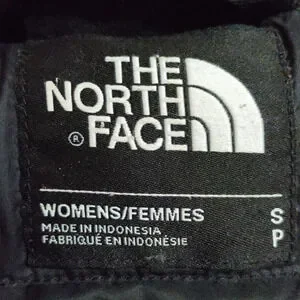 THE
NORTH
® FACE
WOMENS/FEMMES S
MADE IN INDONESIA P
FABRIQUÉ EN INDONÉSIE